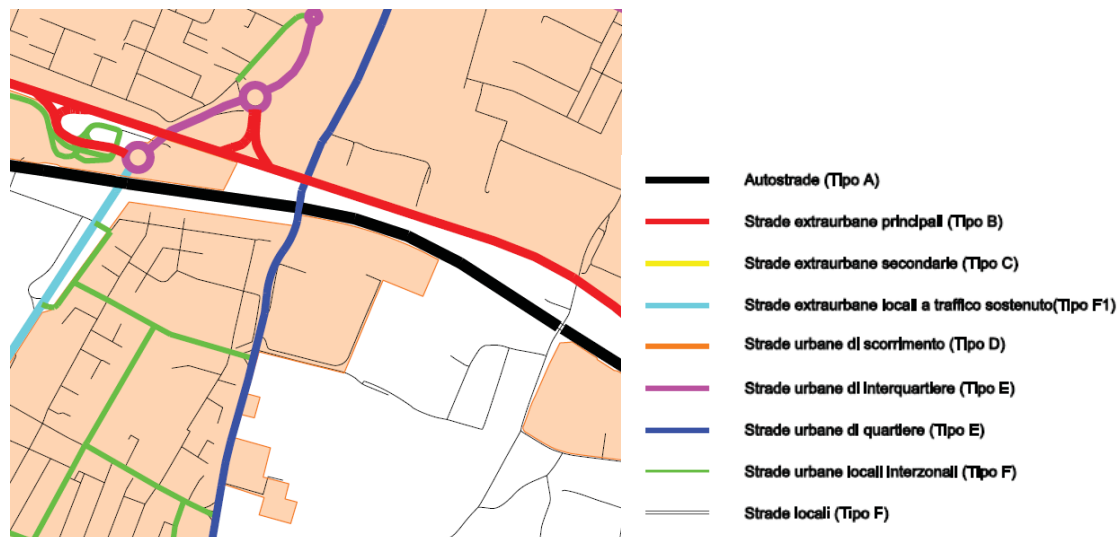 Autostrade (Tipo A)
Strade extraurbane principali (Tipo B)
Strade extraurbane secondarie (Tipo C)
Strade extraurbane locali a traffico sostenuto(Tipo F1)
Strade urbane di scorrimento (Tipo D)
Strade urbane di Interquartiere (Tipo E)
Strade urbane di quartiere (Tipo E)
Strade urbane locali Interzonali (Tipo F)
Strade locali (Tipo F)